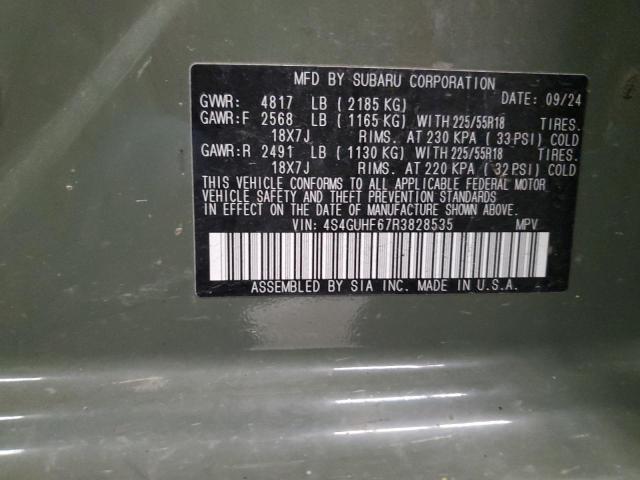 MFD BY SUBARU CORPORATION
GVWR: 4817 LB ( 2185 KG) DATE: 09/24
GAWR:F 2568 LB ( 1165 KG) WITH 225/55R18 TIRES.
18X7J RIMS. AT 230 KPA ( 33 PSI) COLD
GAWR:R 2491 LB ( 1130 KG) WITH 225/55R18 TIRES.
18X7J RIMS. AT 220 KPA ( 32 PSI) COLD
THIS VEHICLE CONFORMS TO ALL APPLICABLE FEDERAL MOTOR
VEHICLE SAFETY AND THEFT PREVENTION STANDARDS
IN EFFECT ON THE DATE OF MANUFACTURE SHOWN ABOVE.
VIN: 4S4GUHF67R3828535 MPV
ASSEMBLED BY SIA INC. MADE IN U.S.A.